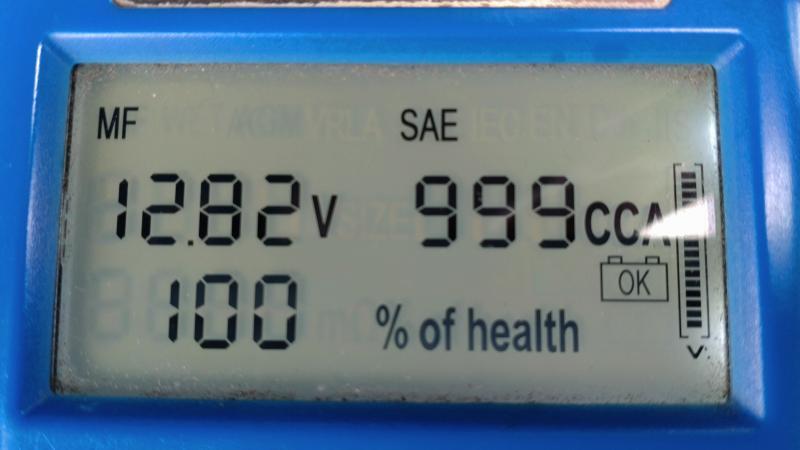 MF SAE
12.82 V 999 CCA
OK
100 % of health